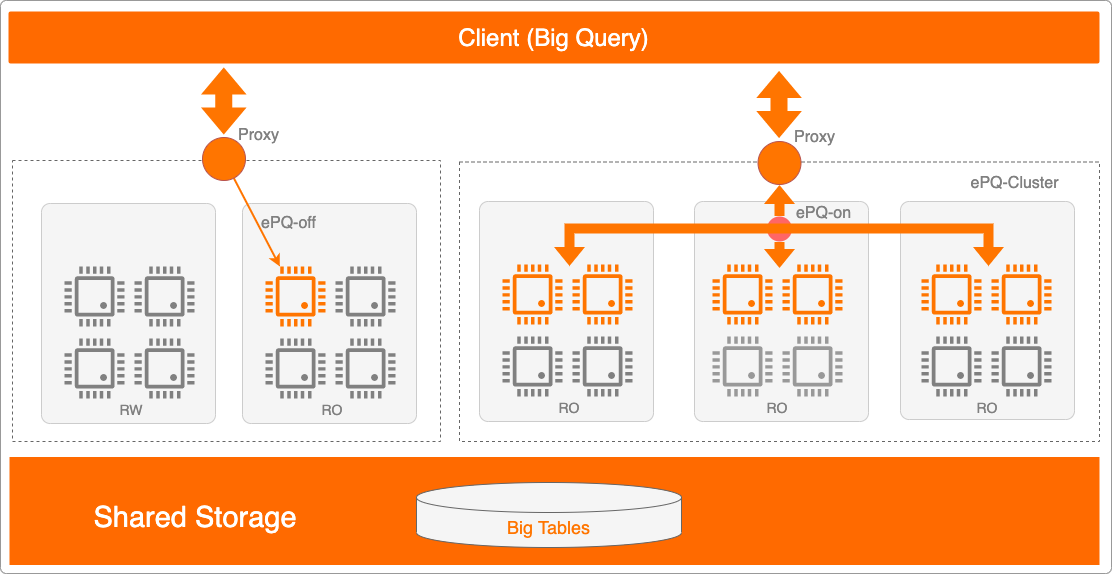 Client (Big Query)
Proxy
Proxy
ePQ-Cluster
ePQ-off
ePQ-on
RW
RO
RO
RO
RO
Shared Storage
Big Tables